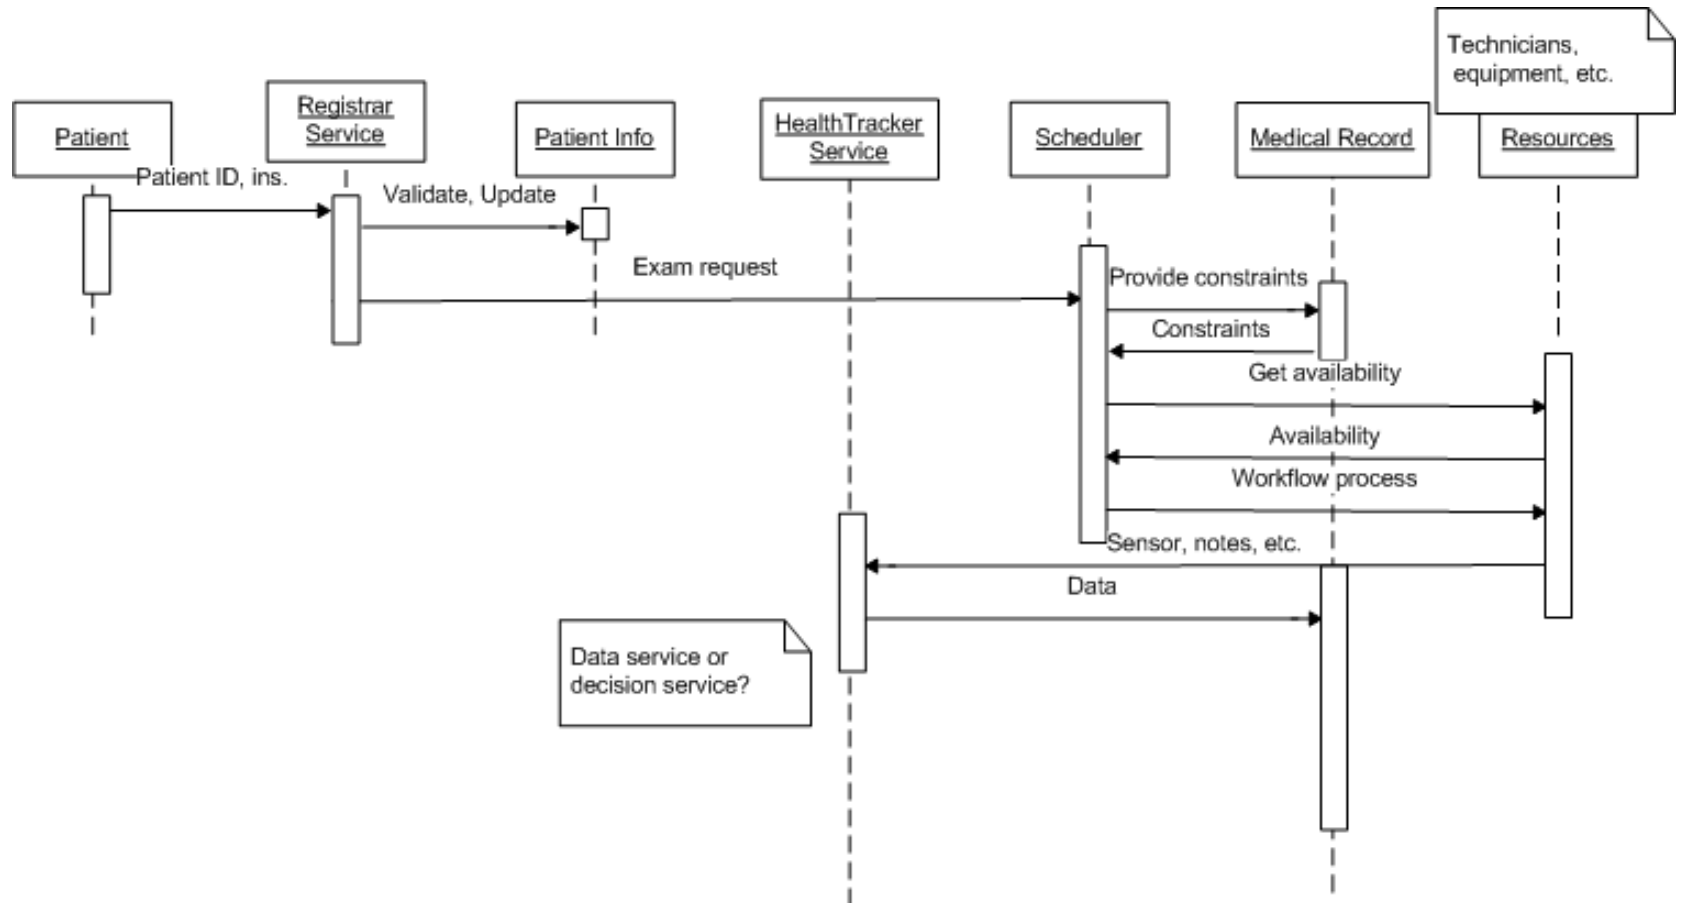 Technicians,
equipment, etc.
Patient
Registrar
Service
Patient Info
HealthTracker
Service
Scheduler
Medical Record
Resources
Patient ID, ins.
Validate, Update
Exam request
Provide constraints
Constraints
Get availability
Availability
Workflow process
Sensor, notes, etc.
Data
Data service or
decision service?